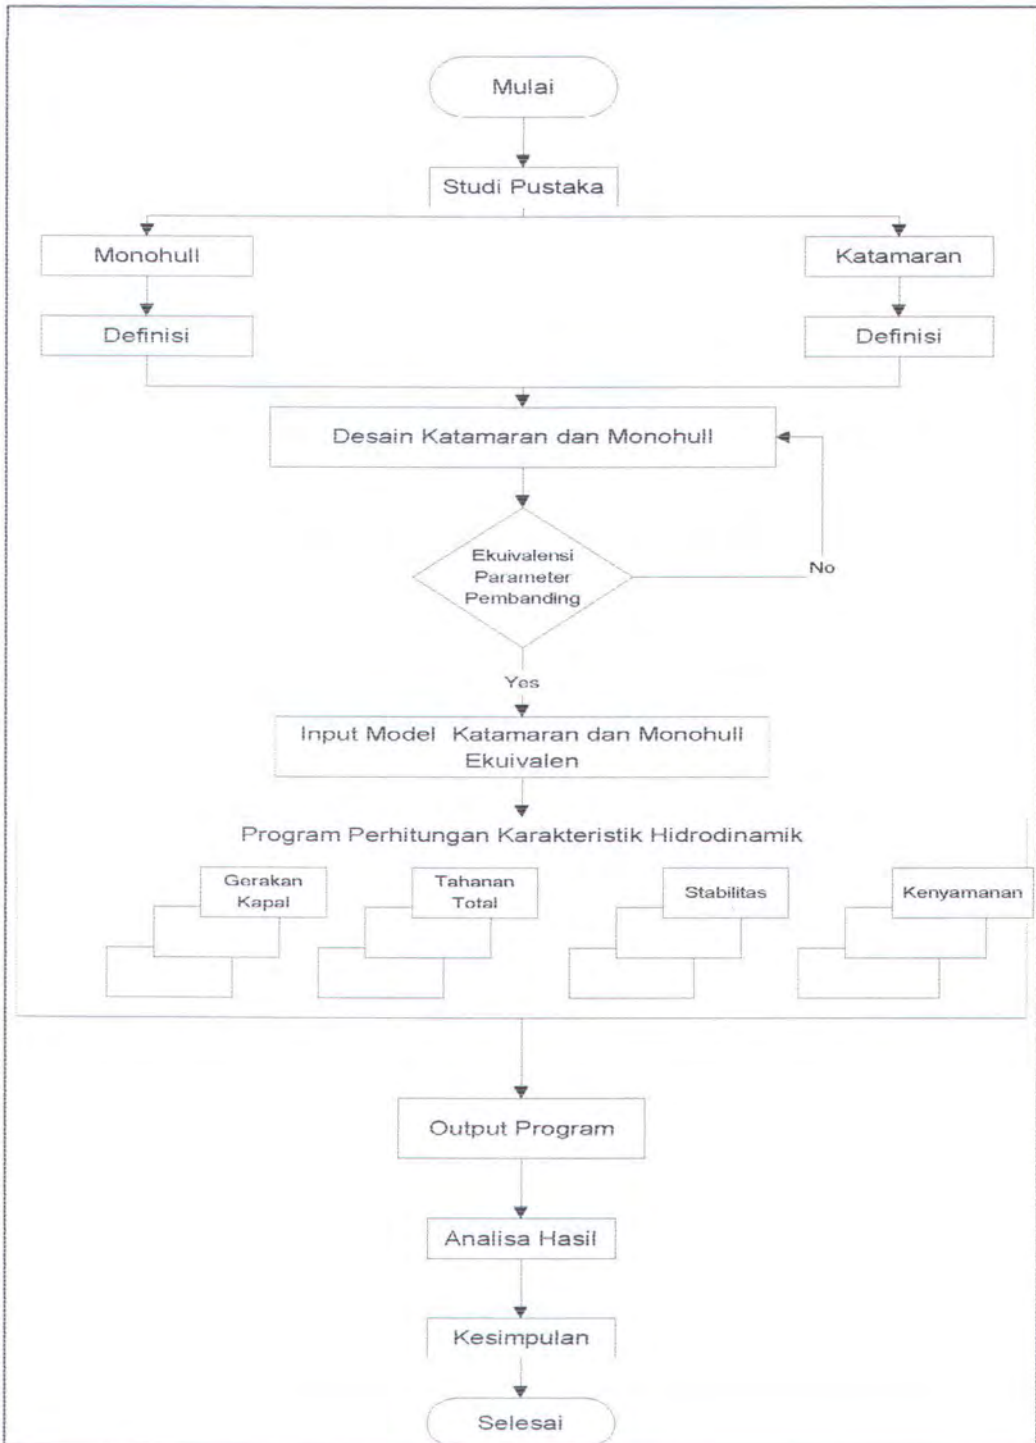 Mulai
Studi Pustaka
Monohull
Katamaran
Definisi
Definisi
Desain Katamaran dan Monohull
Ekuivalensi
Parameter
Pembanding
No
Yes
Input Model Katamaran dan Monohull
Ekuivalen
Program Perhitungan Karakteristik Hidrodinamik
Gerakan
Kapal
Tahanan
Total
Stabilitas
Kenyamanan
Output Program
Analisa Hasil
Kesimpulan
Selesai